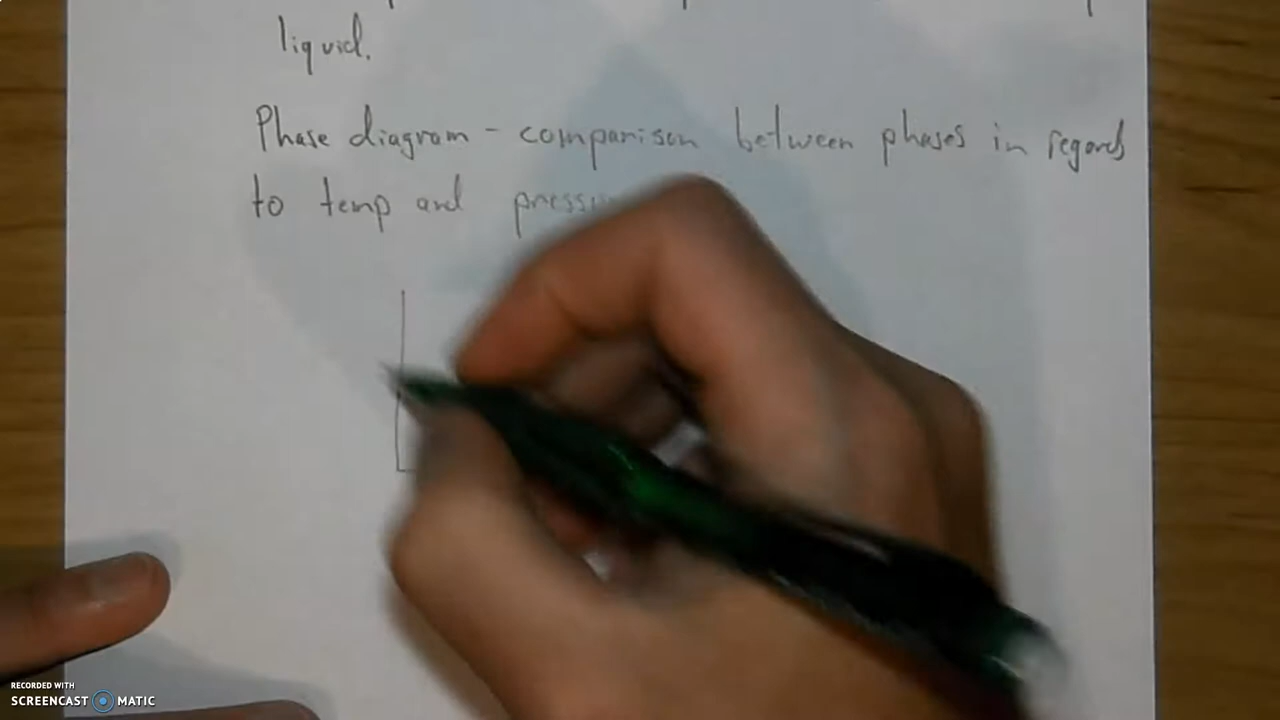 liquid.
Phase diagram - comparison between phases in regards
to temp and
RECORDED WITH
SCREENCAST MATIC